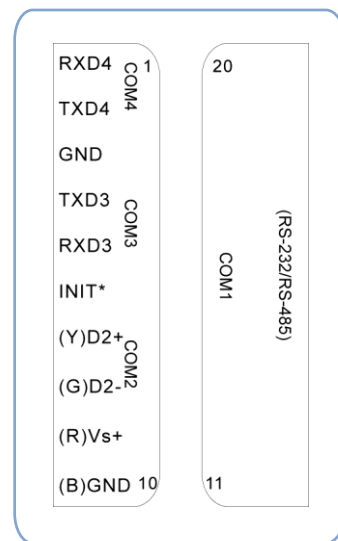 RXD4
COM4
1
TXD4
GND
TXD3
COM3
RXD3
INIT*
(Y)D2+
COM2
(G)D2-
(R)Vs+
(B)GND
10
20
COM1
(RS-232/RS-485)
11